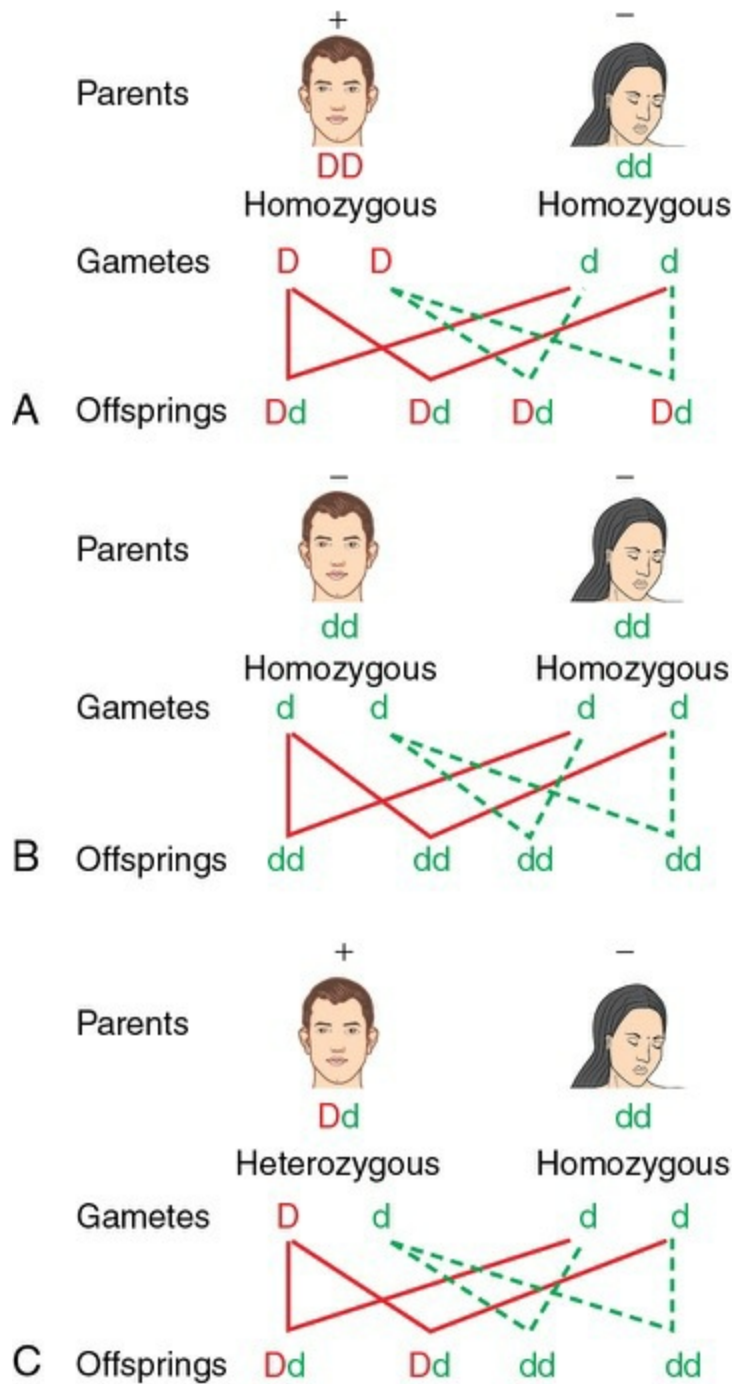 + –
Parents
DD dd
Homozygous Homozygous
Gametes D D d d
A Offsprings Dd Dd Dd Dd
– –
Parents
dd dd
Homozygous Homozygous
Gametes d d d d
B Offsprings dd dd dd dd
+ –
Parents
Dd dd
Heterozygous Homozygous
Gametes D d d d
C Offsprings Dd Dd dd dd